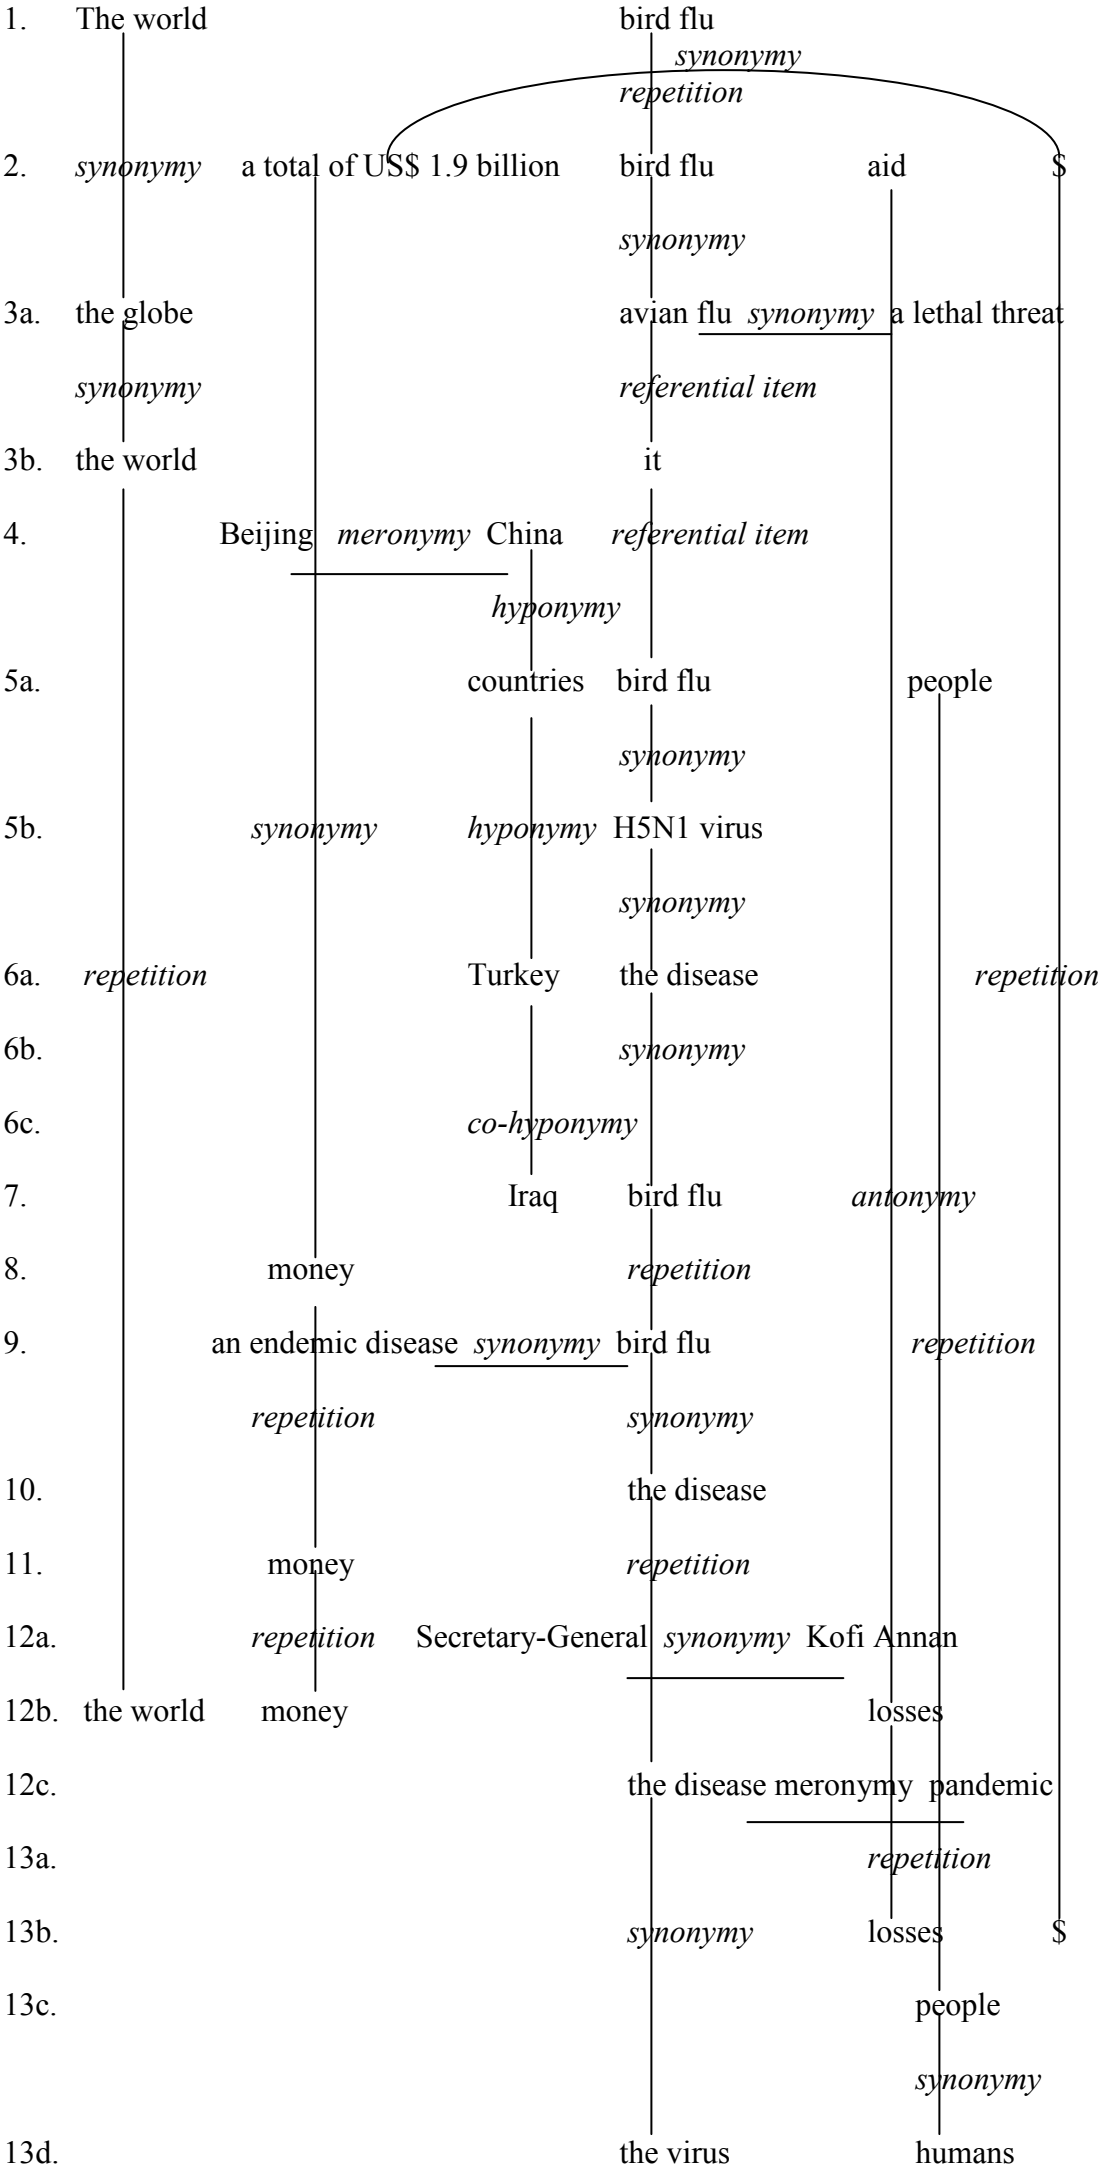 1. The world bird flu
synonymy
repetition
2. synonymy a total of US$ 1.9 billion bird flu aid $
synonymy
3a. the globe avian flu synonymy a lethal threat
synonymy referential item
3b. the world it
4. Beijing meronymy China referential item
hyponymy
5a. countries bird flu people
synonymy
5b. synonymy hyponymy H5N1 virus
synonymy
6a. repetition Turkey the disease repetition
6b. synonymy
6c. co-hyponymy
7. Iraq bird flu antonymy
8. money repetition
9. an endemic disease synonymy bird flu repetition
repetition synonymy
10. the disease
11. money repetition
12a. repetition Secretary-General synonymy Kofi Annan
12b. the world money losses
12c. the disease meronymy pandemic
13a. repetition
13b. synonymy losses $
13c. people
synonymy
13d. the virus humans